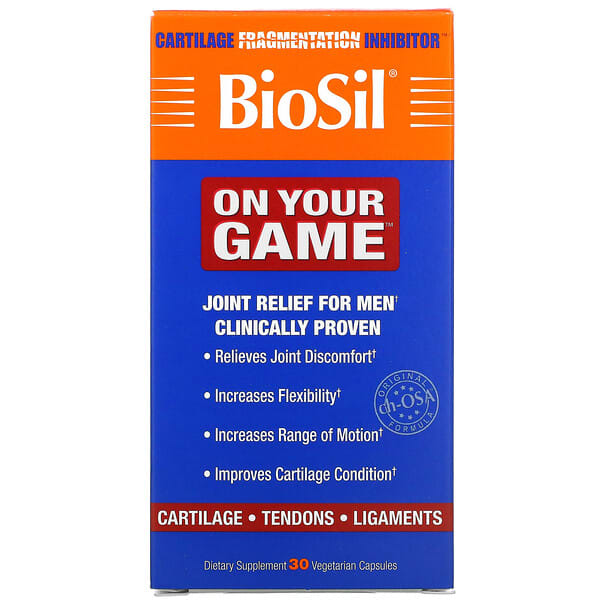 CARTILAGE FRAGMENTATION INHIBITOR™
BioSil®
ON YOUR
GAME™
JOINT RELIEF FOR MEN†
CLINICALLY PROVEN
• Relieves Joint Discomfort†
• Increases Flexibility†
• Increases Range of Motion†
• Improves Cartilage Condition†
ORIGINAL
ch-OSA
FORMULA
CARTILAGE • TENDONS • LIGAMENTS
Dietary Supplement 30 Vegetarian Capsules